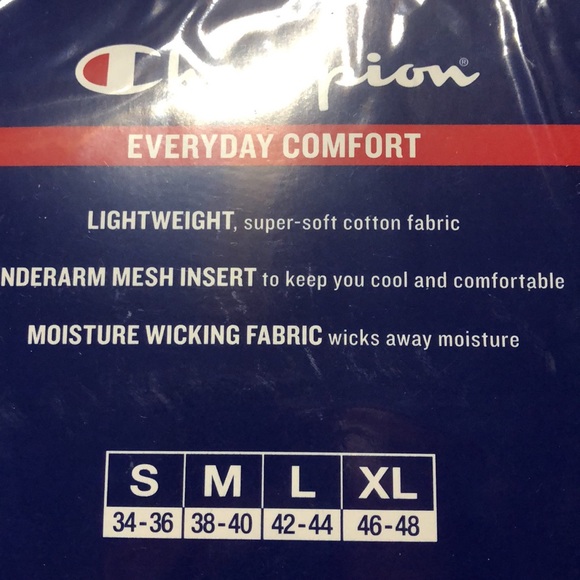 Champion®
EVERYDAY COMFORT
LIGHTWEIGHT, super-soft cotton fabric
NDERARM MESH INSERT to keep you cool and comfortable
MOISTURE WICKING FABRIC wicks away moisture
S M L XL
34-36 38-40 42-44 46-48